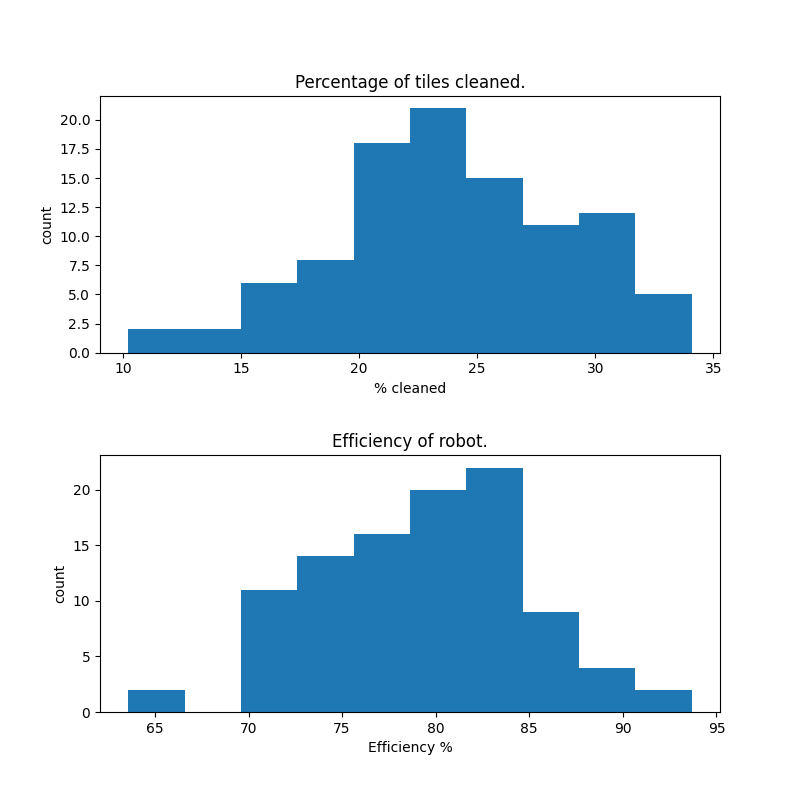 Percentage of tiles cleaned.
20.0
17.5
15.0
12.5
10.0
7.5
5.0
2.5
0.0
count
10 15 20 25 30 35
% cleaned
Efficiency of robot.
20
15
10
5
0
count
65 70 75 80 85 90 95
Efficiency %